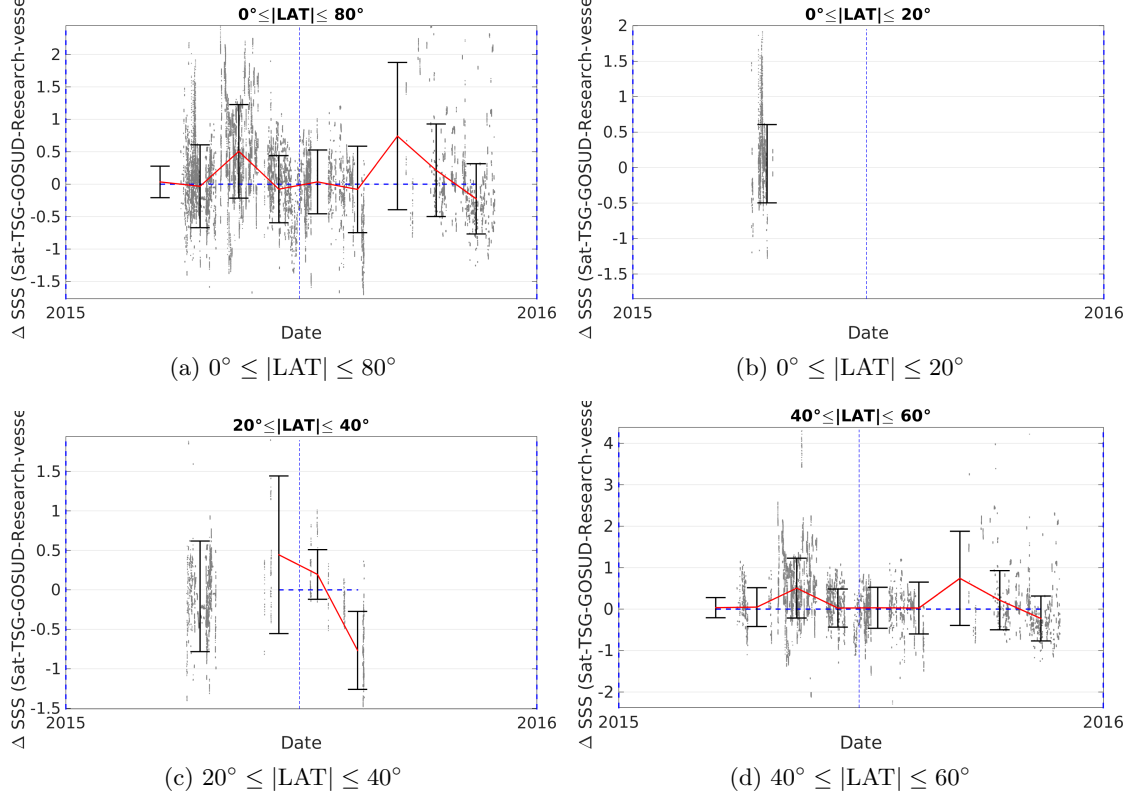 0°≤|LAT|≤ 80°
Δ SSS (Sat-TSG-GOSUD-Research-vesse
2
1.5
1
0.5
0
-0.5
-1
-1.5
2015
2016
Date
(a) 0° ≤ |LAT| ≤ 80°
0°≤|LAT|≤ 20°
Δ SSS (Sat-TSG-GOSUD-Research-vesse
2
1.5
1
0.5
0
-0.5
-1
-1.5
2015
2016
Date
(b) 0° ≤ |LAT| ≤ 20°
20°≤|LAT|≤ 40°
Δ SSS (Sat-TSG-GOSUD-Research-vesse
1.5
1
0.5
0
-0.5
-1
-1.5
2015
2016
Date
(c) 20° ≤ |LAT| ≤ 40°
40°≤|LAT|≤ 60°
Δ SSS (Sat-TSG-GOSUD-Research-vesse
4
3
2
1
0
-1
-2
2015
2016
Date
(d) 40° ≤ |LAT| ≤ 60°